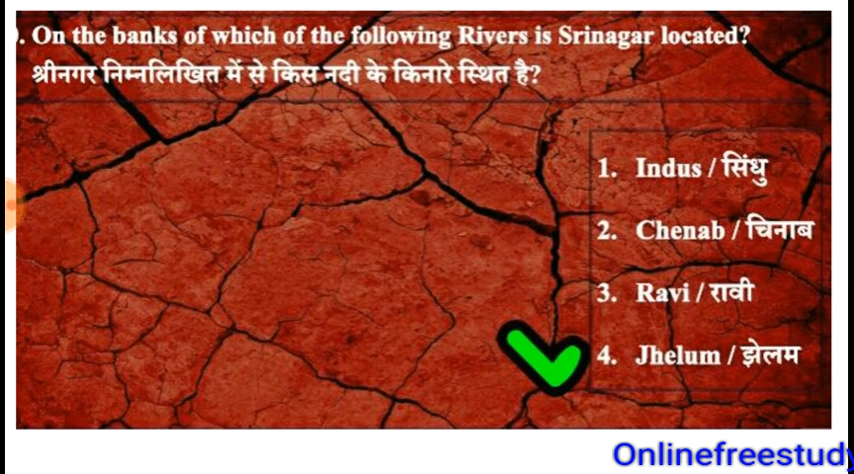 . On the banks of which of the following Rivers is Srinagar located?
श्रीनगर निम्नलिखित में से किस नदी के किनारे स्थित है?
1. Indus / सिंधु
2. Chenab / चिनाब
3. Ravi / रावी
4. Jhelum / झेलम
Onlinefreestudy